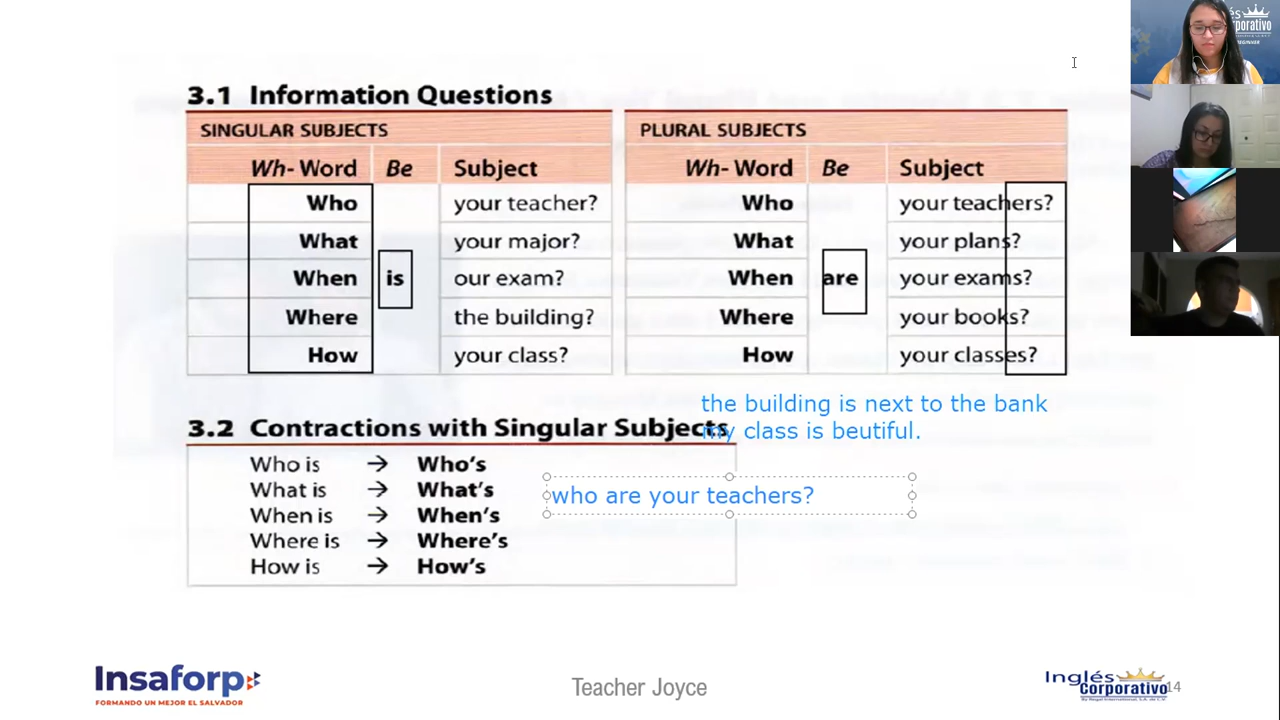 3.1 Information Questions
SINGULAR SUBJECTS
Wh- Word Be Subject
Who your teacher?
What your major?
When is our exam?
Where the building?
How your class?
PLURAL SUBJECTS
Wh- Word Be Subject
Who your teachers?
What your plans?
When are your exams?
Where your books?
How your classes?
the building is next to the bank
my class is beutiful.
3.2 Contractions with Singular Subjects
Who is → Who's
What is → What's
When is → When's
Where is → Where's
How is → How's
who are your teachers?
Insaforp
FORMANDO UN MEJOR EL SALVADOR
Teacher Joyce
Inglés
Corporativo
14